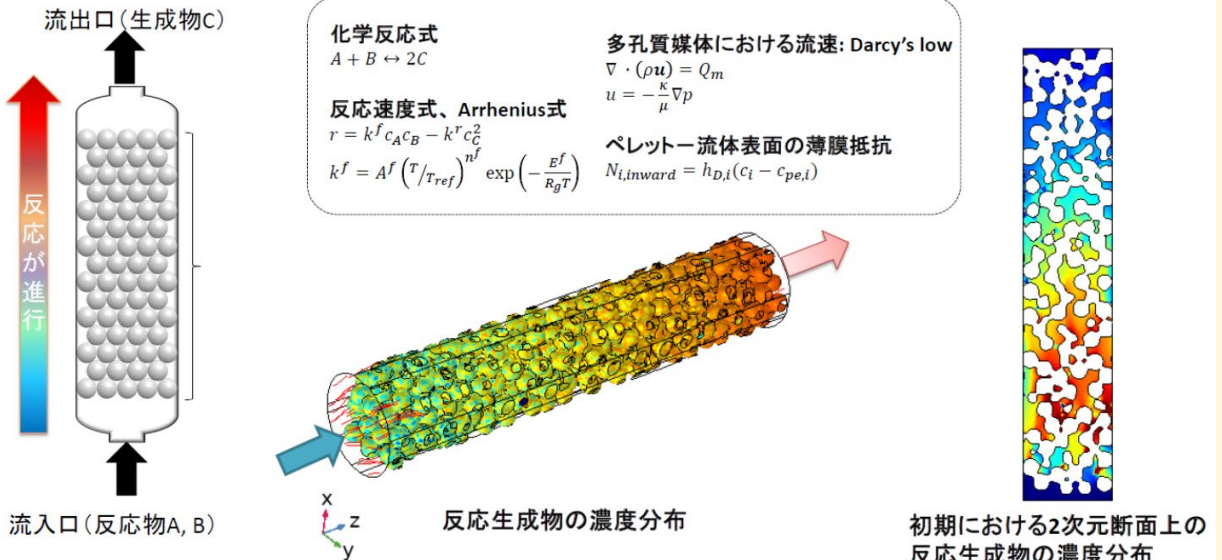 流出口(生成物C)
反応が進行
流入口(反応物A, B)
化学反応式
A + B ↔ 2C
反応速度式、Arrhenius式
r = k^f c_A c_B − k^r c_C^2
k^f = A^f (T/T_ref)^{n^f} exp(−E^f/(R_g T))
多孔質媒体における流速: Darcy's low
∇ · (ρu) = Q_m
u = −κ/μ ∇p
ペレットー流体表面の薄膜抵抗
N_{i,inward} = h_{D,i}(c_i − c_{pe,i})
x
z
y
反応生成物の濃度分布
初期における2次元断面上の
反応生成物の濃度分布